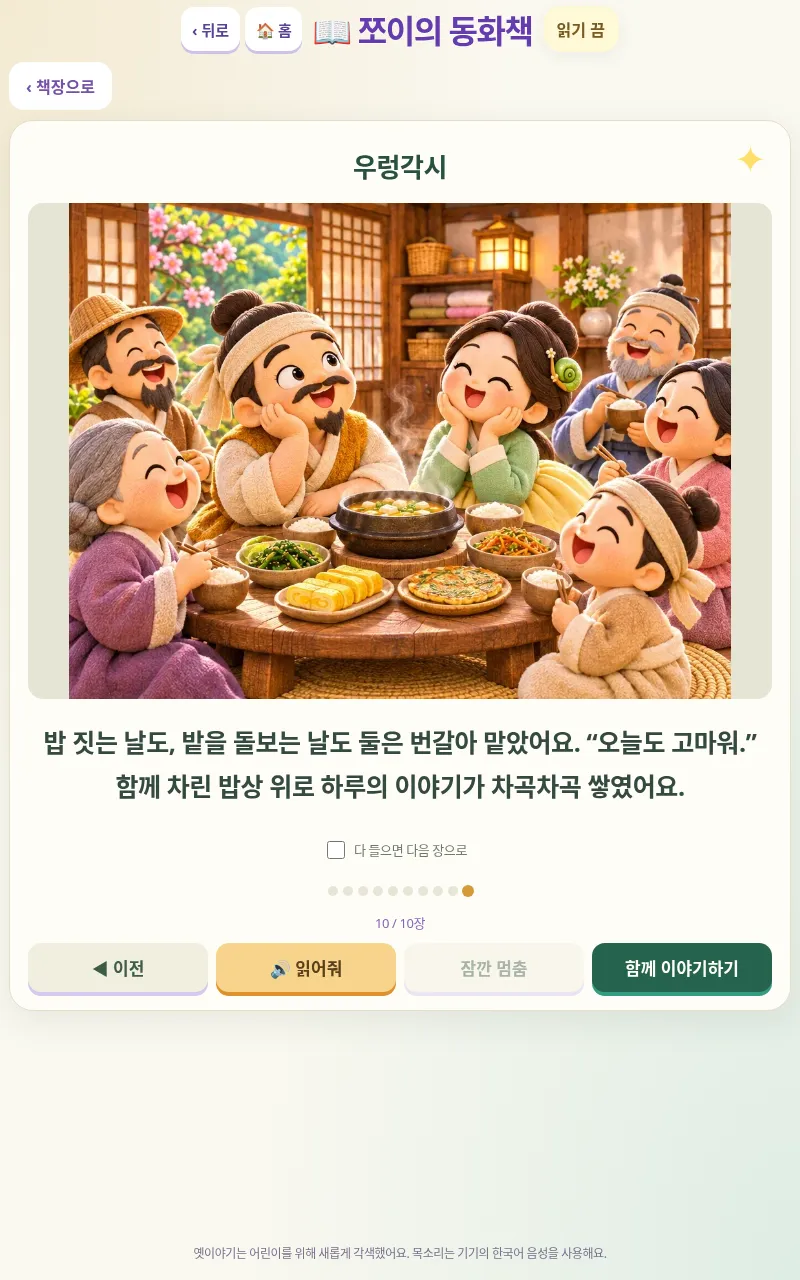 ‹ 뒤로
🏠 홈
📖 쪼이의 동화책
읽기 끔
‹ 책장으로
우렁각시
밥 짓는 날도, 밭을 돌보는 날도 둘은 번갈아 맡았어요. “오늘도 고마워.”
함께 차린 밥상 위로 하루의 이야기가 차곡차곡 쌓였어요.
다 들으면 다음 장으로
10 / 10장
◀ 이전
🔊 읽어줘
잠깐 멈춤
함께 이야기하기
옛이야기는 어린이를 위해 새롭게 각색했어요. 목소리는 기기의 한국어 음성을 사용해요.